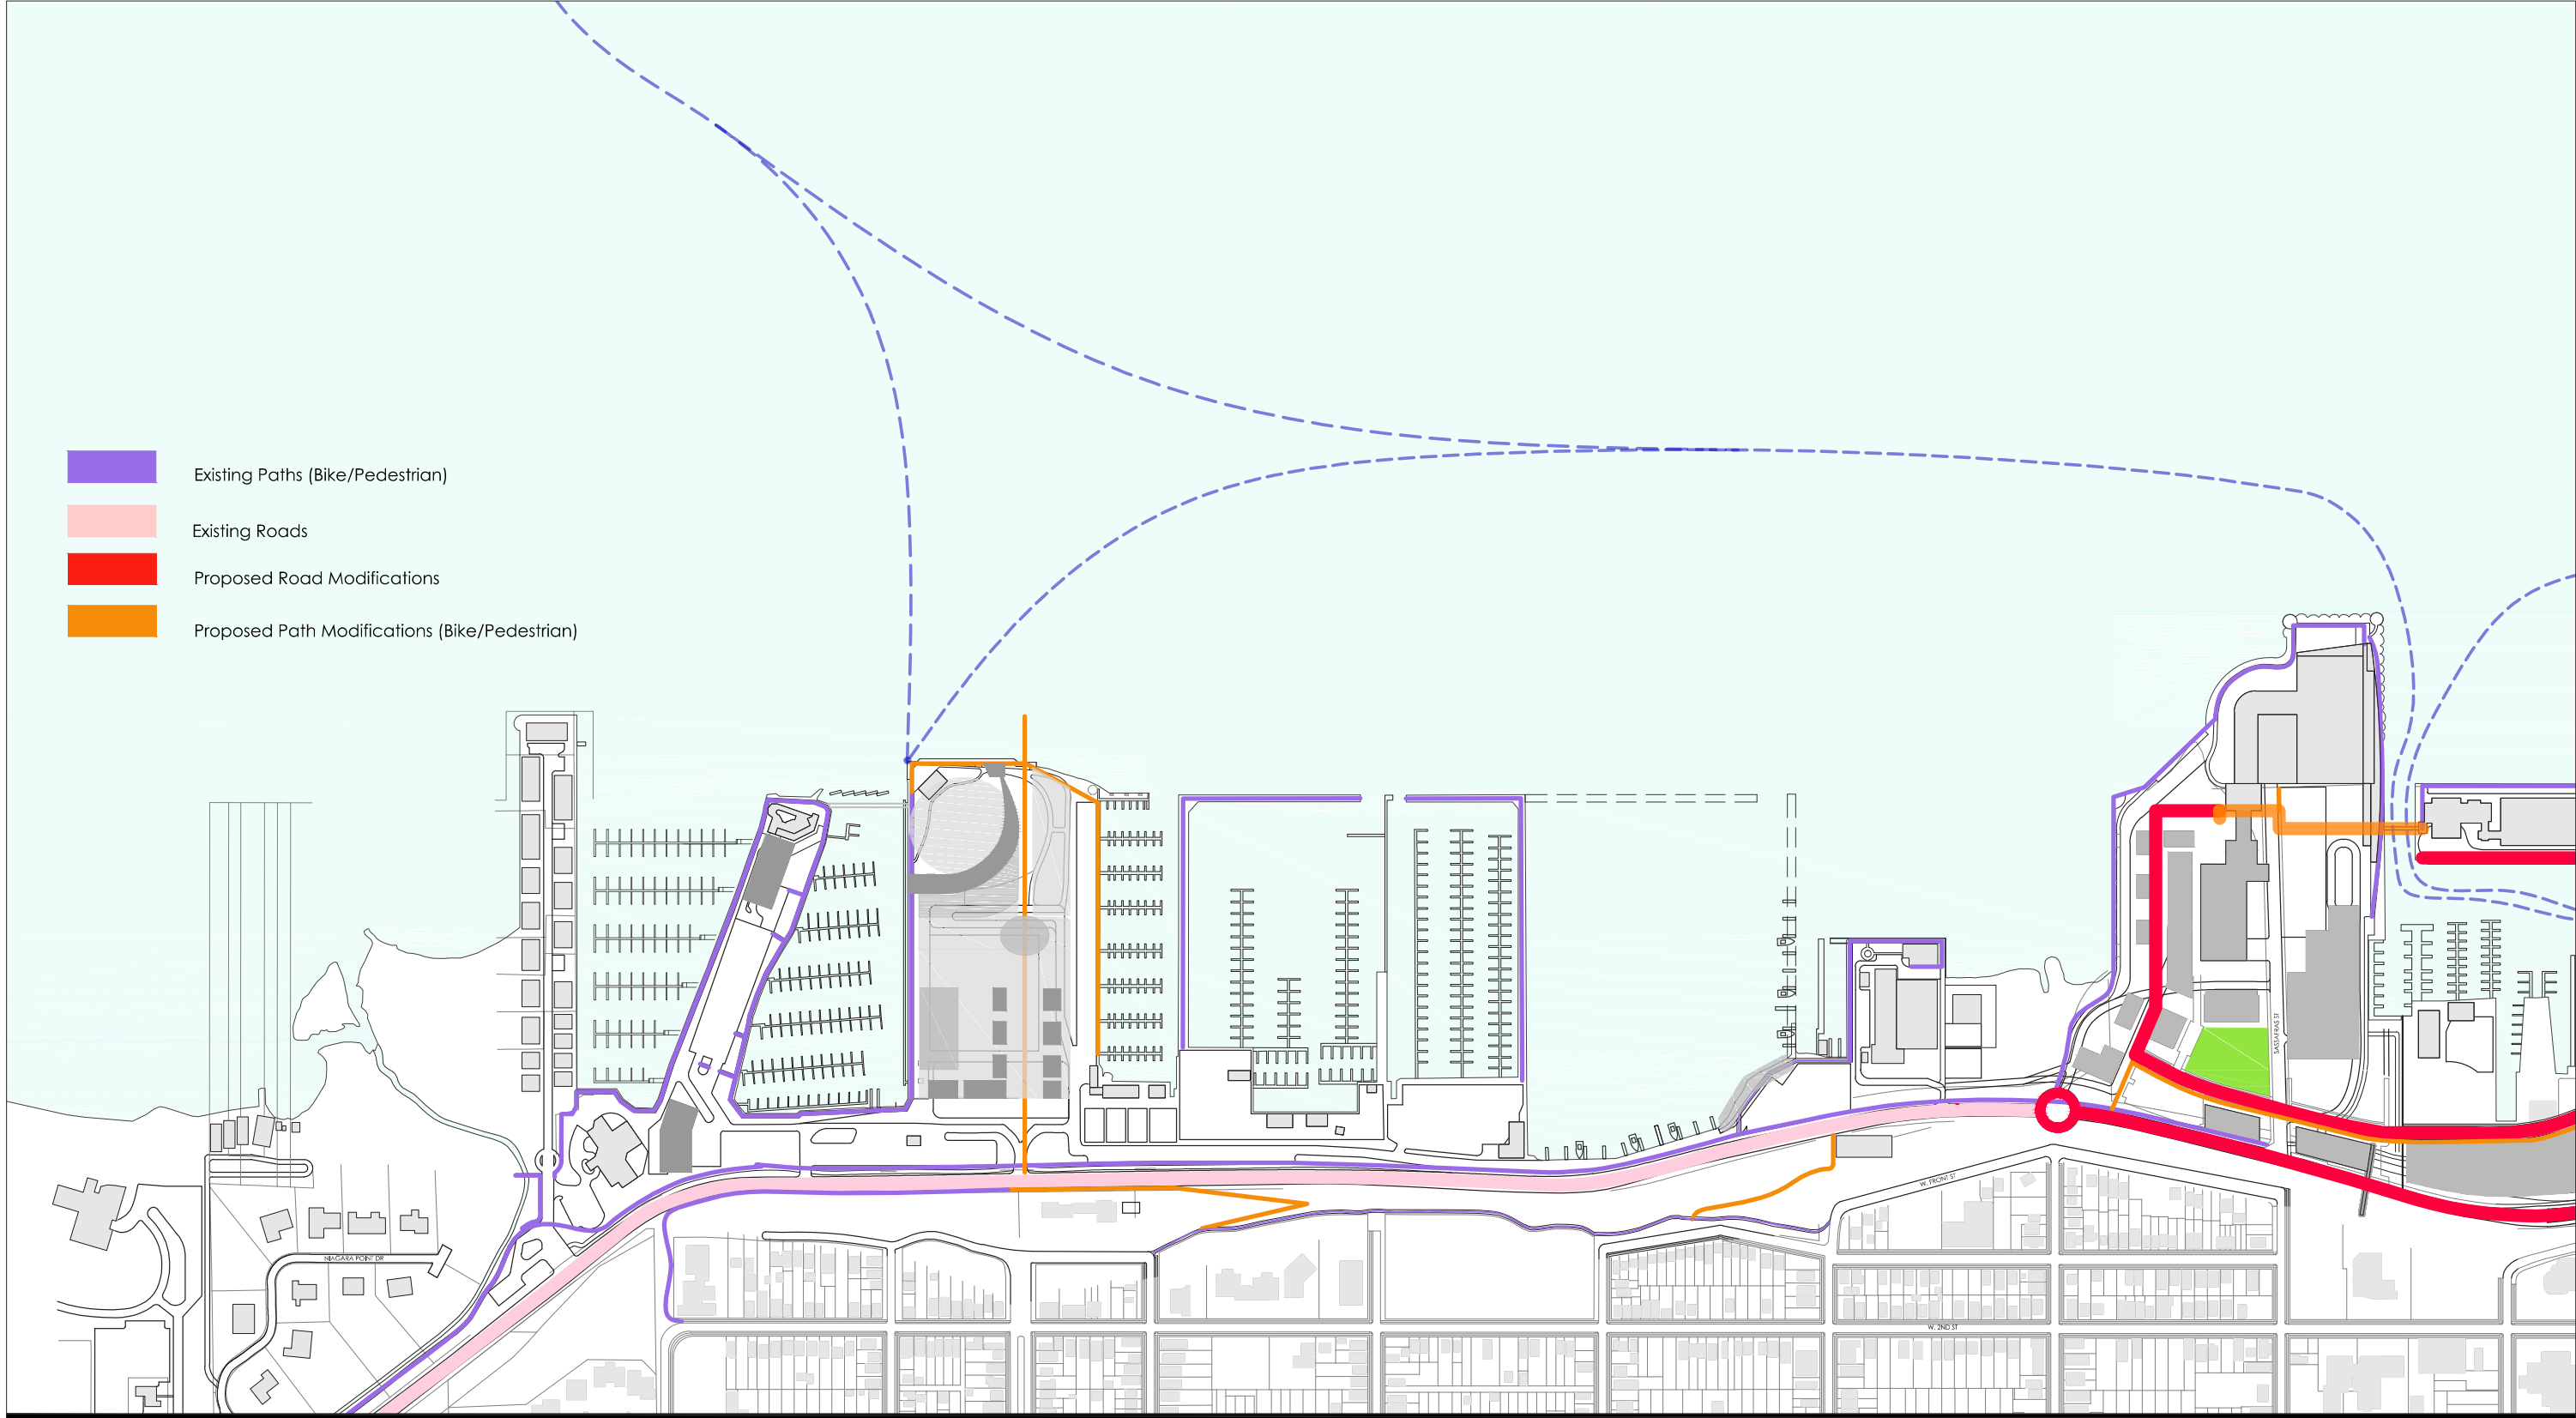 Existing Paths (Bike/Pedestrian)
Existing Roads
Proposed Road Modifications
Proposed Path Modifications (Bike/Pedestrian)
SASSAFRAS ST
W. FRONT ST
NIAGARA POINT DR
W. 2ND ST